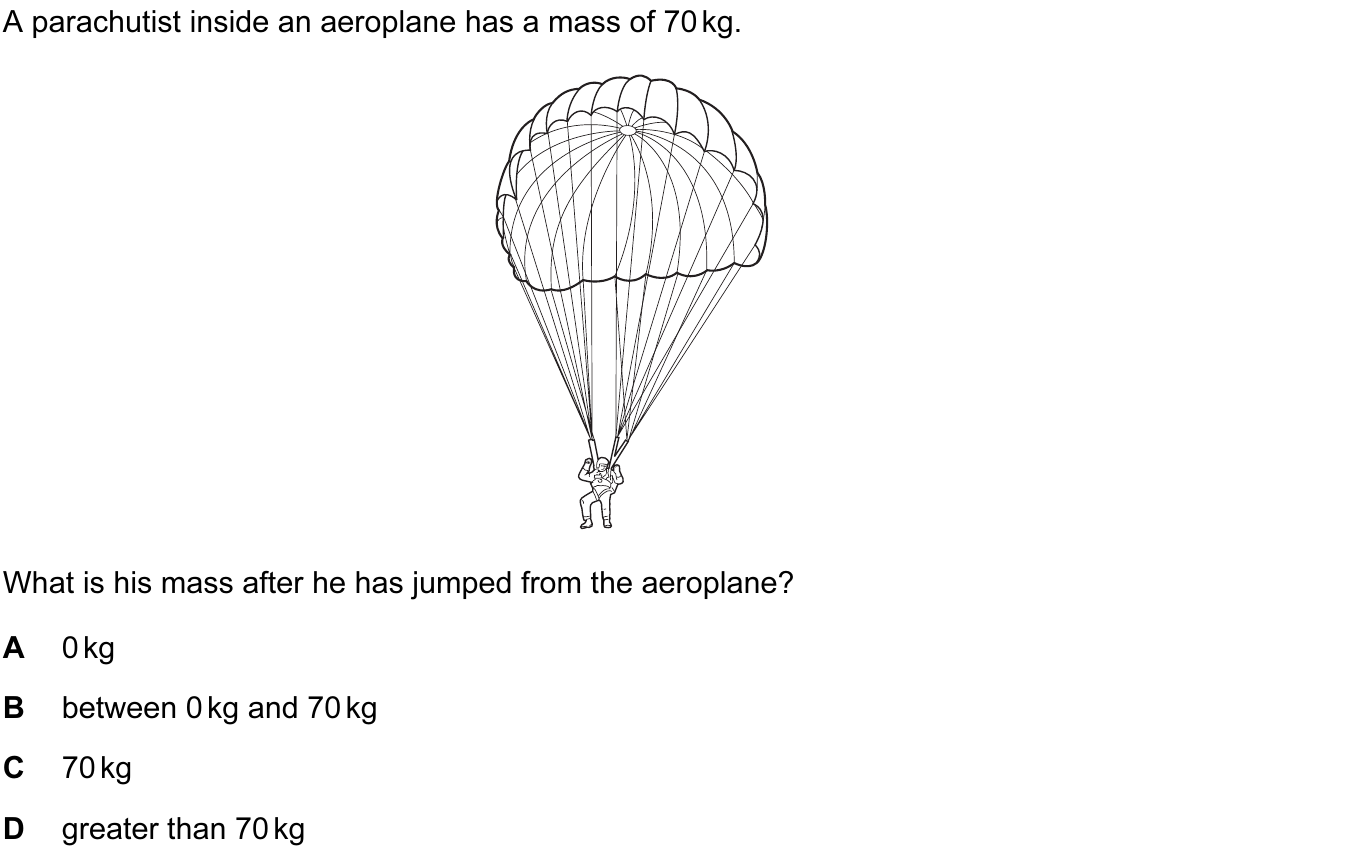 A parachutist inside an aeroplane has a mass of 70 kg.
What is his mass after he has jumped from the aeroplane?
A 0 kg
B between 0 kg and 70 kg
C 70 kg
D greater than 70 kg